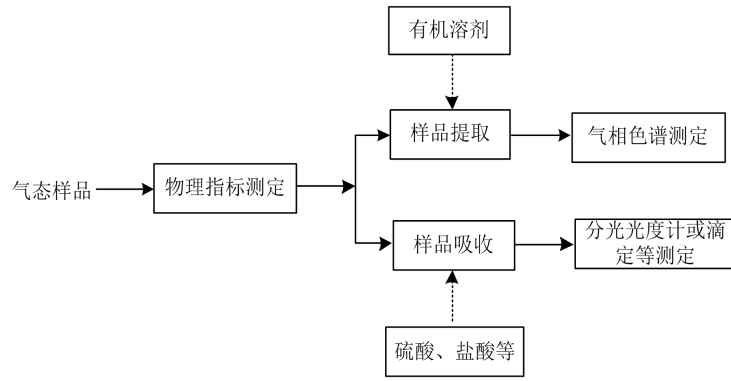 有机溶剂
样品提取
气相色谱测定
气态样品
物理指标测定
样品吸收
分光光度计或滴
定等测定
硫酸、盐酸等